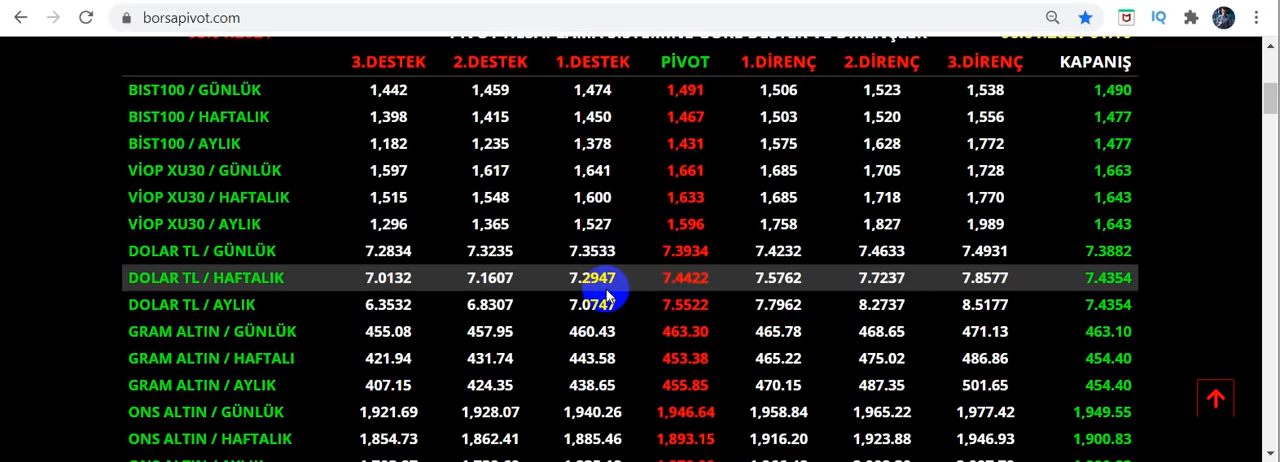 borsapivot.com
3.DESTEK 2.DESTEK 1.DESTEK PİVOT 1.DİRENÇ 2.DİRENÇ 3.DİRENÇ KAPANIŞ
BIST100 / GÜNLÜK 1,442 1,459 1,474 1,491 1,506 1,523 1,538 1,490
BIST100 / HAFTALIK 1,398 1,415 1,450 1,467 1,503 1,520 1,556 1,477
BİST100 / AYLIK 1,182 1,235 1,378 1,431 1,575 1,628 1,772 1,477
VİOP XU30 / GÜNLÜK 1,597 1,617 1,641 1,661 1,685 1,705 1,728 1,663
VİOP XU30 / HAFTALIK 1,515 1,548 1,600 1,633 1,685 1,718 1,770 1,643
VİOP XU30 / AYLIK 1,296 1,365 1,527 1,596 1,758 1,827 1,989 1,643
DOLAR TL / GÜNLÜK 7.2834 7.3235 7.3533 7.3934 7.4232 7.4633 7.4931 7.3882
DOLAR TL / HAFTALIK 7.0132 7.1607 7.2947 7.4422 7.5762 7.7237 7.8577 7.4354
DOLAR TL / AYLIK 6.3532 6.8307 7.0747 7.5522 7.7962 8.2737 8.5177 7.4354
GRAM ALTIN / GÜNLÜK 455.08 457.95 460.43 463.30 465.78 468.65 471.13 463.10
GRAM ALTIN / HAFTALI 421.94 431.74 443.58 453.38 465.22 475.02 486.86 454.40
GRAM ALTIN / AYLIK 407.15 424.35 438.65 455.85 470.15 487.35 501.65 454.40
ONS ALTIN / GÜNLÜK 1,921.69 1,928.07 1,940.26 1,946.64 1,958.84 1,965.22 1,977.42 1,949.55
ONS ALTIN / HAFTALIK 1,854.73 1,862.41 1,885.46 1,893.15 1,916.20 1,923.88 1,946.93 1,900.83